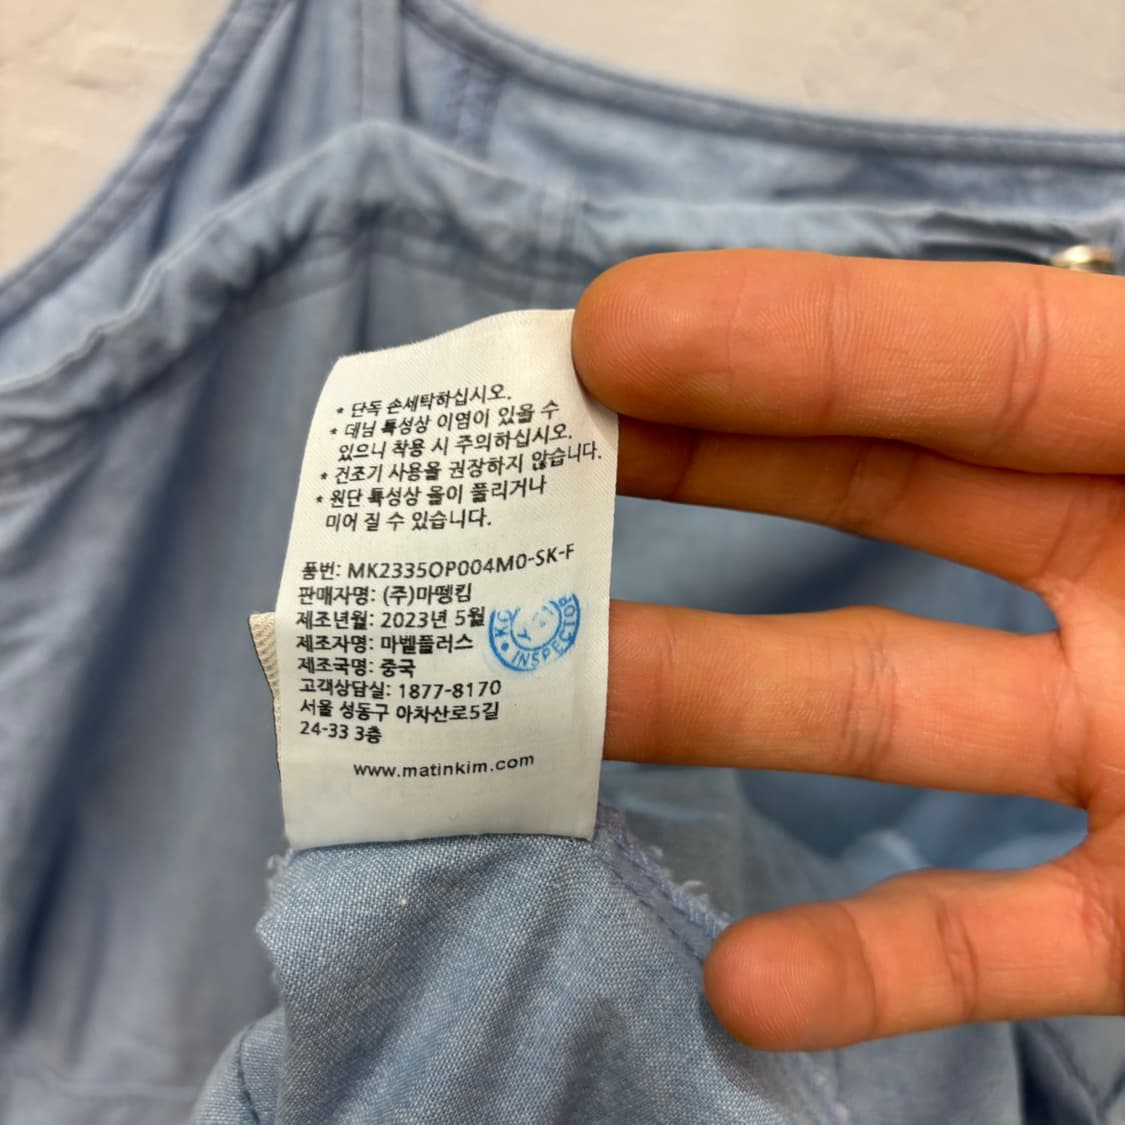 * 단독 손세탁하십시오.
* 데님 특성상 이염이 있을 수
있으니 착용 시 주의하십시오.
* 건조기 사용을 권장하지 않습니다.
* 원단 특성상 올이 풀리거나
미어 질 수 있습니다.
품번: MK2335OP004M0-SK-F
판매자명: (주)마뗑킴
제조년월: 2023년 5월
제조자명: 마벨플러스
제조국명: 중국
고객상담실: 1877-8170
서울 성동구 아차산로5길
24-33 3층
www.matinkim.com
INSPECTOR